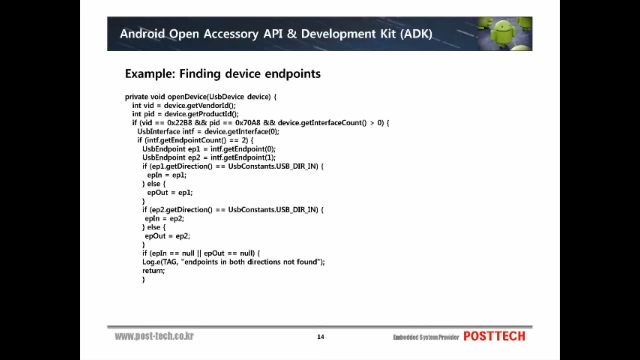 Android Open Accessory API & Development Kit (ADK)
Example: Finding device endpoints
private void openDevice(UsbDevice device) {
int vid = device.getVendorId();
int pid = device.getProductId();
if (vid == 0x22B8 && pid == 0x70A8 && device.getInterfaceCount() > 0) {
UsbInterface intf = device.getInterface(0);
if (intf.getEndpointCount() == 2) {
UsbEndpoint ep1 = intf.getEndpoint(0);
UsbEndpoint ep2 = intf.getEndpoint(1);
if (ep1.getDirection() == UsbConstants.USB_DIR_IN) {
epIn = ep1;
} else {
epOut = ep1;
}
if (ep2.getDirection() == UsbConstants.USB_DIR_IN) {
epIn = ep2;
} else {
epOut = ep2;
}
if (epIn == null || epOut == null) {
Log.e(TAG, "endpoints in both directions not found");
return;
}
www.post-tech.co.kr
14
Embedded System Provider POSTTECH